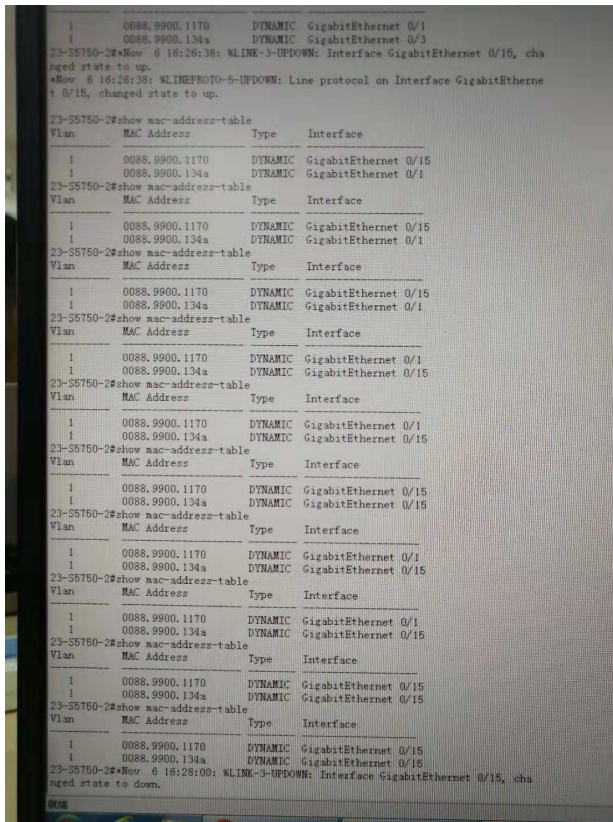 1 0088.9900.1170 DYNAMIC GigabitEthernet 0/1
1 0088.9900.134a DYNAMIC GigabitEthernet 0/3
23-S5750-2#*Nov 6 16:26:38: %LINK-3-UPDOWN: Interface GigabitEthernet 0/15, cha
nged state to up.
*Nov 6 16:26:38: %LINEPROTO-5-UPDOWN: Line protocol on Interface GigabitEtherne
t 0/15, changed state to up.
23-S5750-2#show mac-address-table
Vlan MAC Address Type Interface
1 0088.9900.1170 DYNAMIC GigabitEthernet 0/15
1 0088.9900.134a DYNAMIC GigabitEthernet 0/1
23-S5750-2#show mac-address-table
Vlan MAC Address Type Interface
1 0088.9900.1170 DYNAMIC GigabitEthernet 0/15
1 0088.9900.134a DYNAMIC GigabitEthernet 0/1
23-S5750-2#show mac-address-table
Vlan MAC Address Type Interface
1 0088.9900.1170 DYNAMIC GigabitEthernet 0/15
1 0088.9900.134a DYNAMIC GigabitEthernet 0/1
23-S5750-2#show mac-address-table
Vlan MAC Address Type Interface
1 0088.9900.1170 DYNAMIC GigabitEthernet 0/1
1 0088.9900.134a DYNAMIC GigabitEthernet 0/15
23-S5750-2#show mac-address-table
Vlan MAC Address Type Interface
1 0088.9900.1170 DYNAMIC GigabitEthernet 0/1
1 0088.9900.134a DYNAMIC GigabitEthernet 0/15
23-S5750-2#show mac-address-table
Vlan MAC Address Type Interface
1 0088.9900.1170 DYNAMIC GigabitEthernet 0/15
1 0088.9900.134a DYNAMIC GigabitEthernet 0/15
23-S5750-2#show mac-address-table
Vlan MAC Address Type Interface
1 0088.9900.1170 DYNAMIC GigabitEthernet 0/1
1 0088.9900.134a DYNAMIC GigabitEthernet 0/15
23-S5750-2#show mac-address-table
Vlan MAC Address Type Interface
1 0088.9900.1170 DYNAMIC GigabitEthernet 0/1
1 0088.9900.134a DYNAMIC GigabitEthernet 0/15
23-S5750-2#show mac-address-table
Vlan MAC Address Type Interface
1 0088.9900.1170 DYNAMIC GigabitEthernet 0/15
1 0088.9900.134a DYNAMIC GigabitEthernet 0/15
23-S5750-2#show mac-address-table
Vlan MAC Address Type Interface
1 0088.9900.1170 DYNAMIC GigabitEthernet 0/15
1 0088.9900.134a DYNAMIC GigabitEthernet 0/15
23-S5750-2#*Nov 6 16:28:00: %LINK-3-UPDOWN: Interface GigabitEthernet 0/15, cha
nged state to down.
就绪